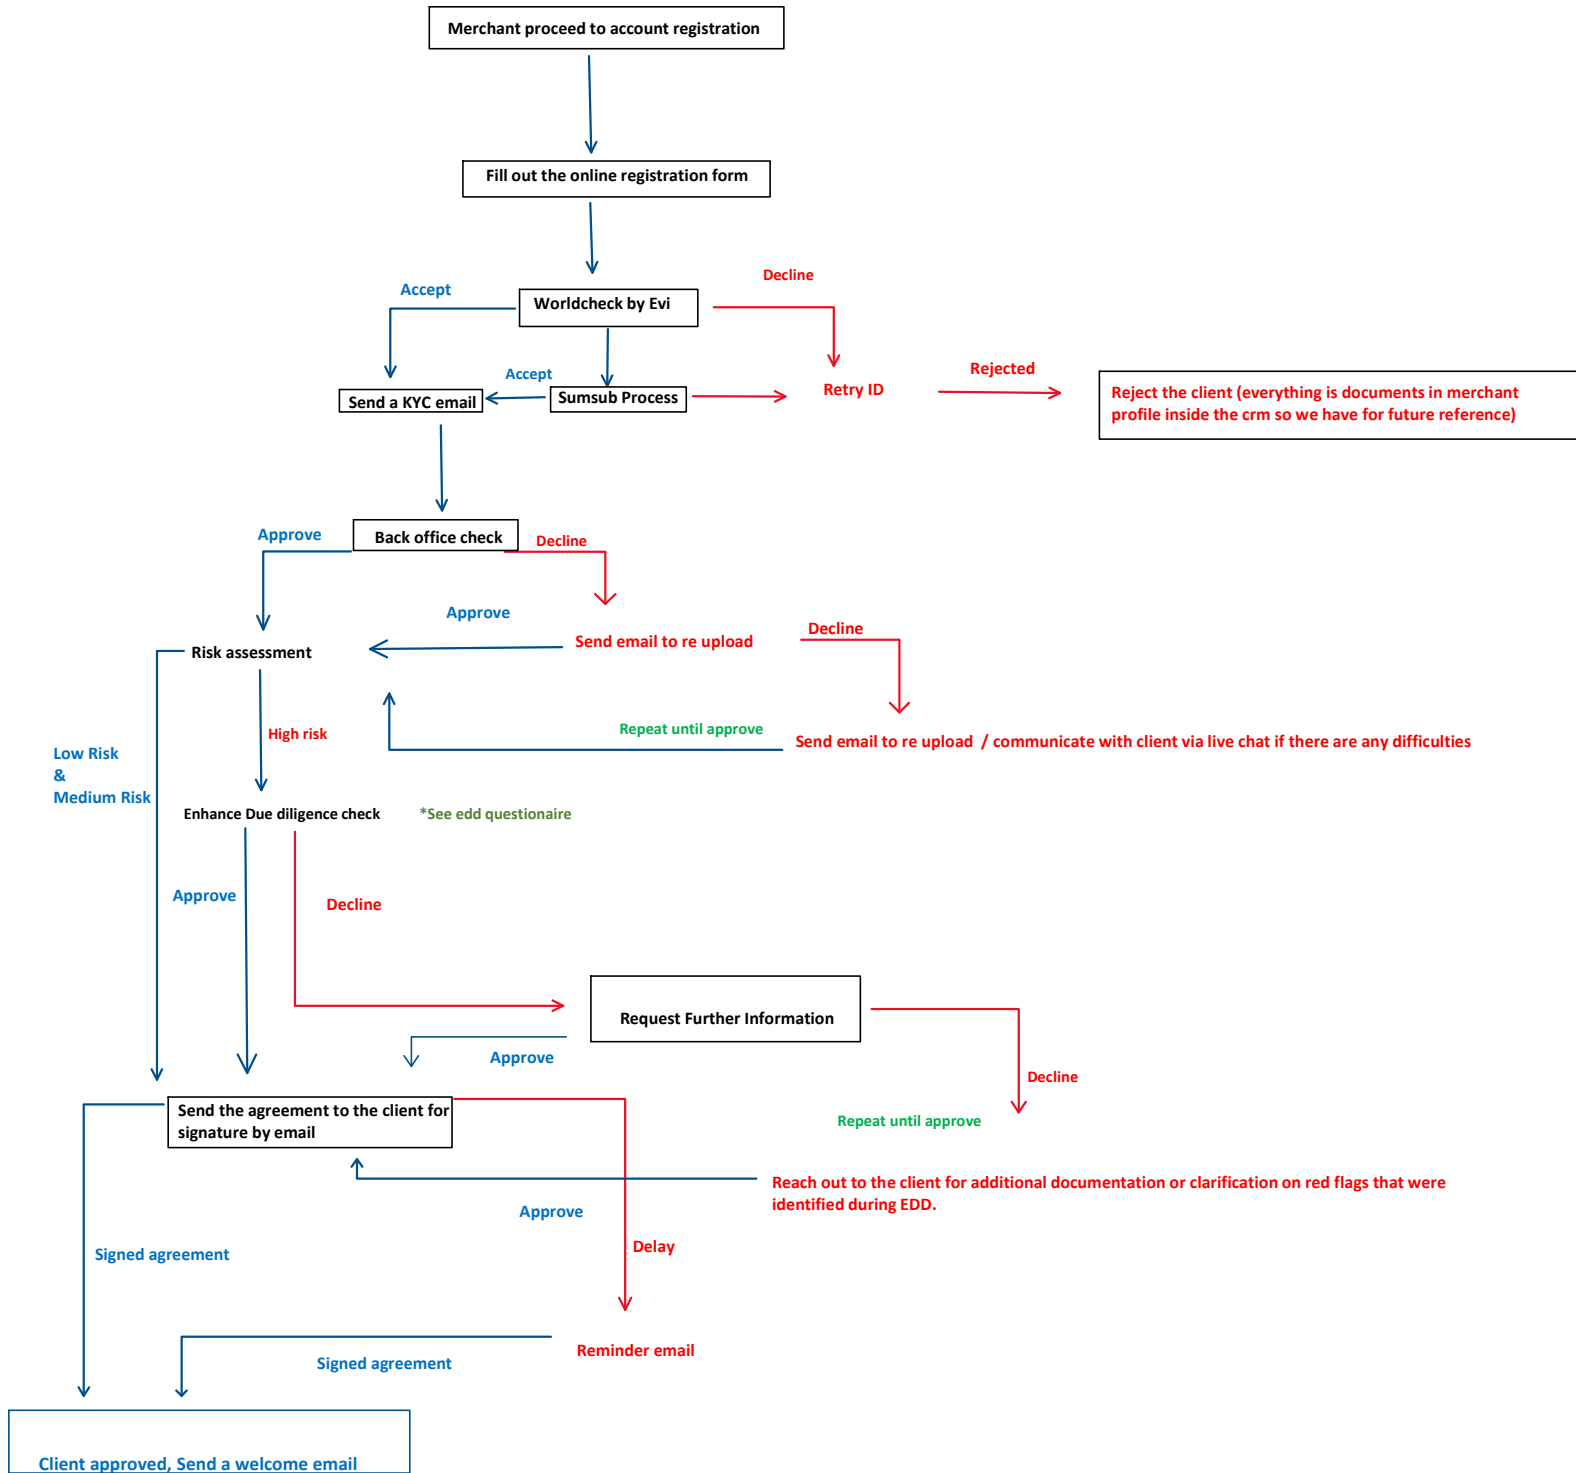 Merchant proceed to account registration
Fill out the online registration form
Decline
Accept
Worldcheck by Evi
Accept
Rejected
Send a KYC email
Sumsub Process
Retry ID
Reject the client (everything is documents in merchant
profile inside the crm so we have for future reference)
Approve
Back office check
Decline
Approve
Decline
Send email to re upload
Risk assessment
High risk
Repeat until approve
Send email to re upload / communicate with client via live chat if there are any difficulties
Low Risk
&
Medium Risk
Enhance Due diligence check
*See edd questionaire
Approve
Decline
Request Further Information
Approve
Decline
Send the agreement to the client for
signature by email
Repeat until approve
Reach out to the client for additional documentation or clarification on red flags that were
identified during EDD.
Approve
Signed agreement
Delay
Reminder email
Signed agreement
Client approved, Send a welcome email